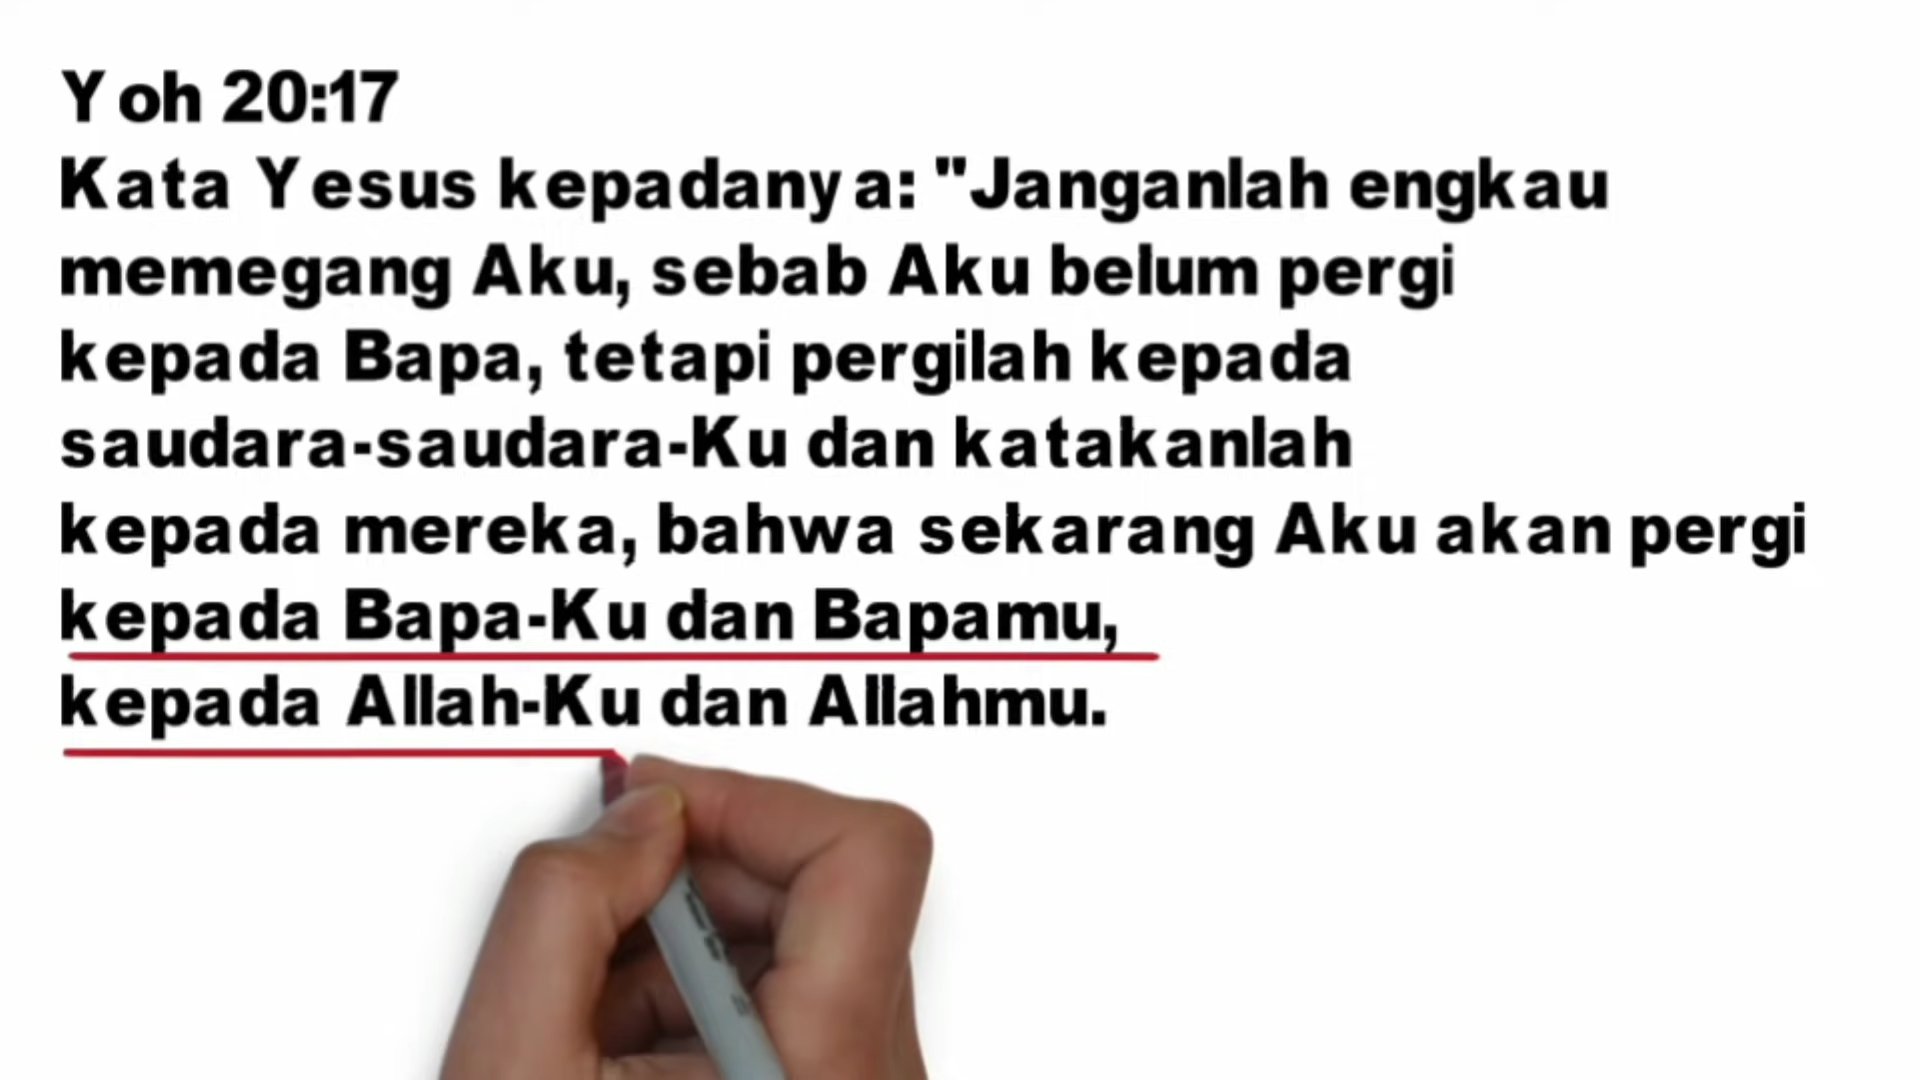 Yoh 20:17
Kata Yesus kepadanya: "Janganlah engkau
memegang Aku, sebab Aku belum pergi
kepada Bapa, tetapi pergilah kepada
saudara-saudara-Ku dan katakanlah
kepada mereka, bahwa sekarang Aku akan pergi
kepada Bapa-Ku dan Bapamu,
kepada Allah-Ku dan Allahmu.